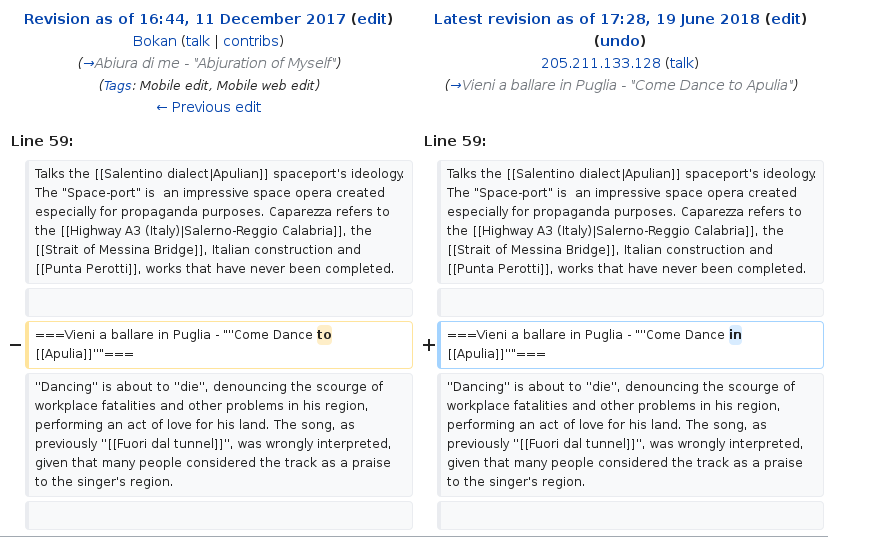 Revision as of 16:44, 11 December 2017 (edit)
Bokan (talk | contribs)
(→Abiura di me - "Abjuration of Myself")
(Tags: Mobile edit, Mobile web edit)
← Previous edit
Latest revision as of 17:28, 19 June 2018 (edit)
(undo)
205.211.133.128 (talk)
(→Vieni a ballare in Puglia - "Come Dance to Apulia")
Line 59:
Line 59:
Talks the [[Salentino dialect|Apulian]] spaceport's ideology.
The "Space-port" is  an impressive space opera created
especially for propaganda purposes. Caparezza refers to
the [[Highway A3 (Italy)|Salerno-Reggio Calabria]], the
[[Strait of Messina Bridge]], Italian construction and
[[Punta Perotti]], works that have never been completed.
Talks the [[Salentino dialect|Apulian]] spaceport's ideology.
The "Space-port" is  an impressive space opera created
especially for propaganda purposes. Caparezza refers to
the [[Highway A3 (Italy)|Salerno-Reggio Calabria]], the
[[Strait of Messina Bridge]], Italian construction and
[[Punta Perotti]], works that have never been completed.
− ===Vieni a ballare in Puglia - "''Come Dance to
[[Apulia]]''"===
+ ===Vieni a ballare in Puglia - "''Come Dance in
[[Apulia]]''"===
"Dancing" is about to "die", denouncing the scourge of
workplace fatalities and other problems in his region,
performing an act of love for his land. The song, as
previously "[[Fuori dal tunnel]]", was wrongly interpreted,
given that many people considered the track as a praise
to the singer's region.
"Dancing" is about to "die", denouncing the scourge of
workplace fatalities and other problems in his region,
performing an act of love for his land. The song, as
previously "[[Fuori dal tunnel]]", was wrongly interpreted,
given that many people considered the track as a praise
to the singer's region.